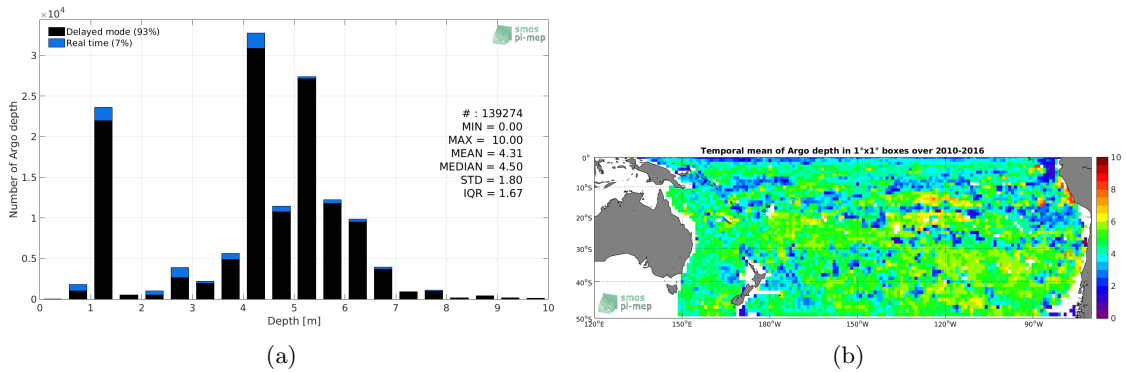 ×10⁴
Delayed mode (93%)
Real time (7%)
smos
pi-mep
# : 139274
MIN = 0.00
MAX = 10.00
MEAN = 4.31
MEDIAN = 4.50
STD = 1.80
IQR = 1.67
Number of Argo depth
3
2.5
2
1.5
1
0.5
0
0 1 2 3 4 5 6 7 8 9 10
Depth [m]
(a)
Temporal mean of Argo depth in 1°x1° boxes over 2010-2016
0°
10°S
20°S
30°S
40°S
50°S
120°E 150°E 180°W 150°W 120°W 90°W
smos
pi-mep
10
8
6
4
2
0
(b)